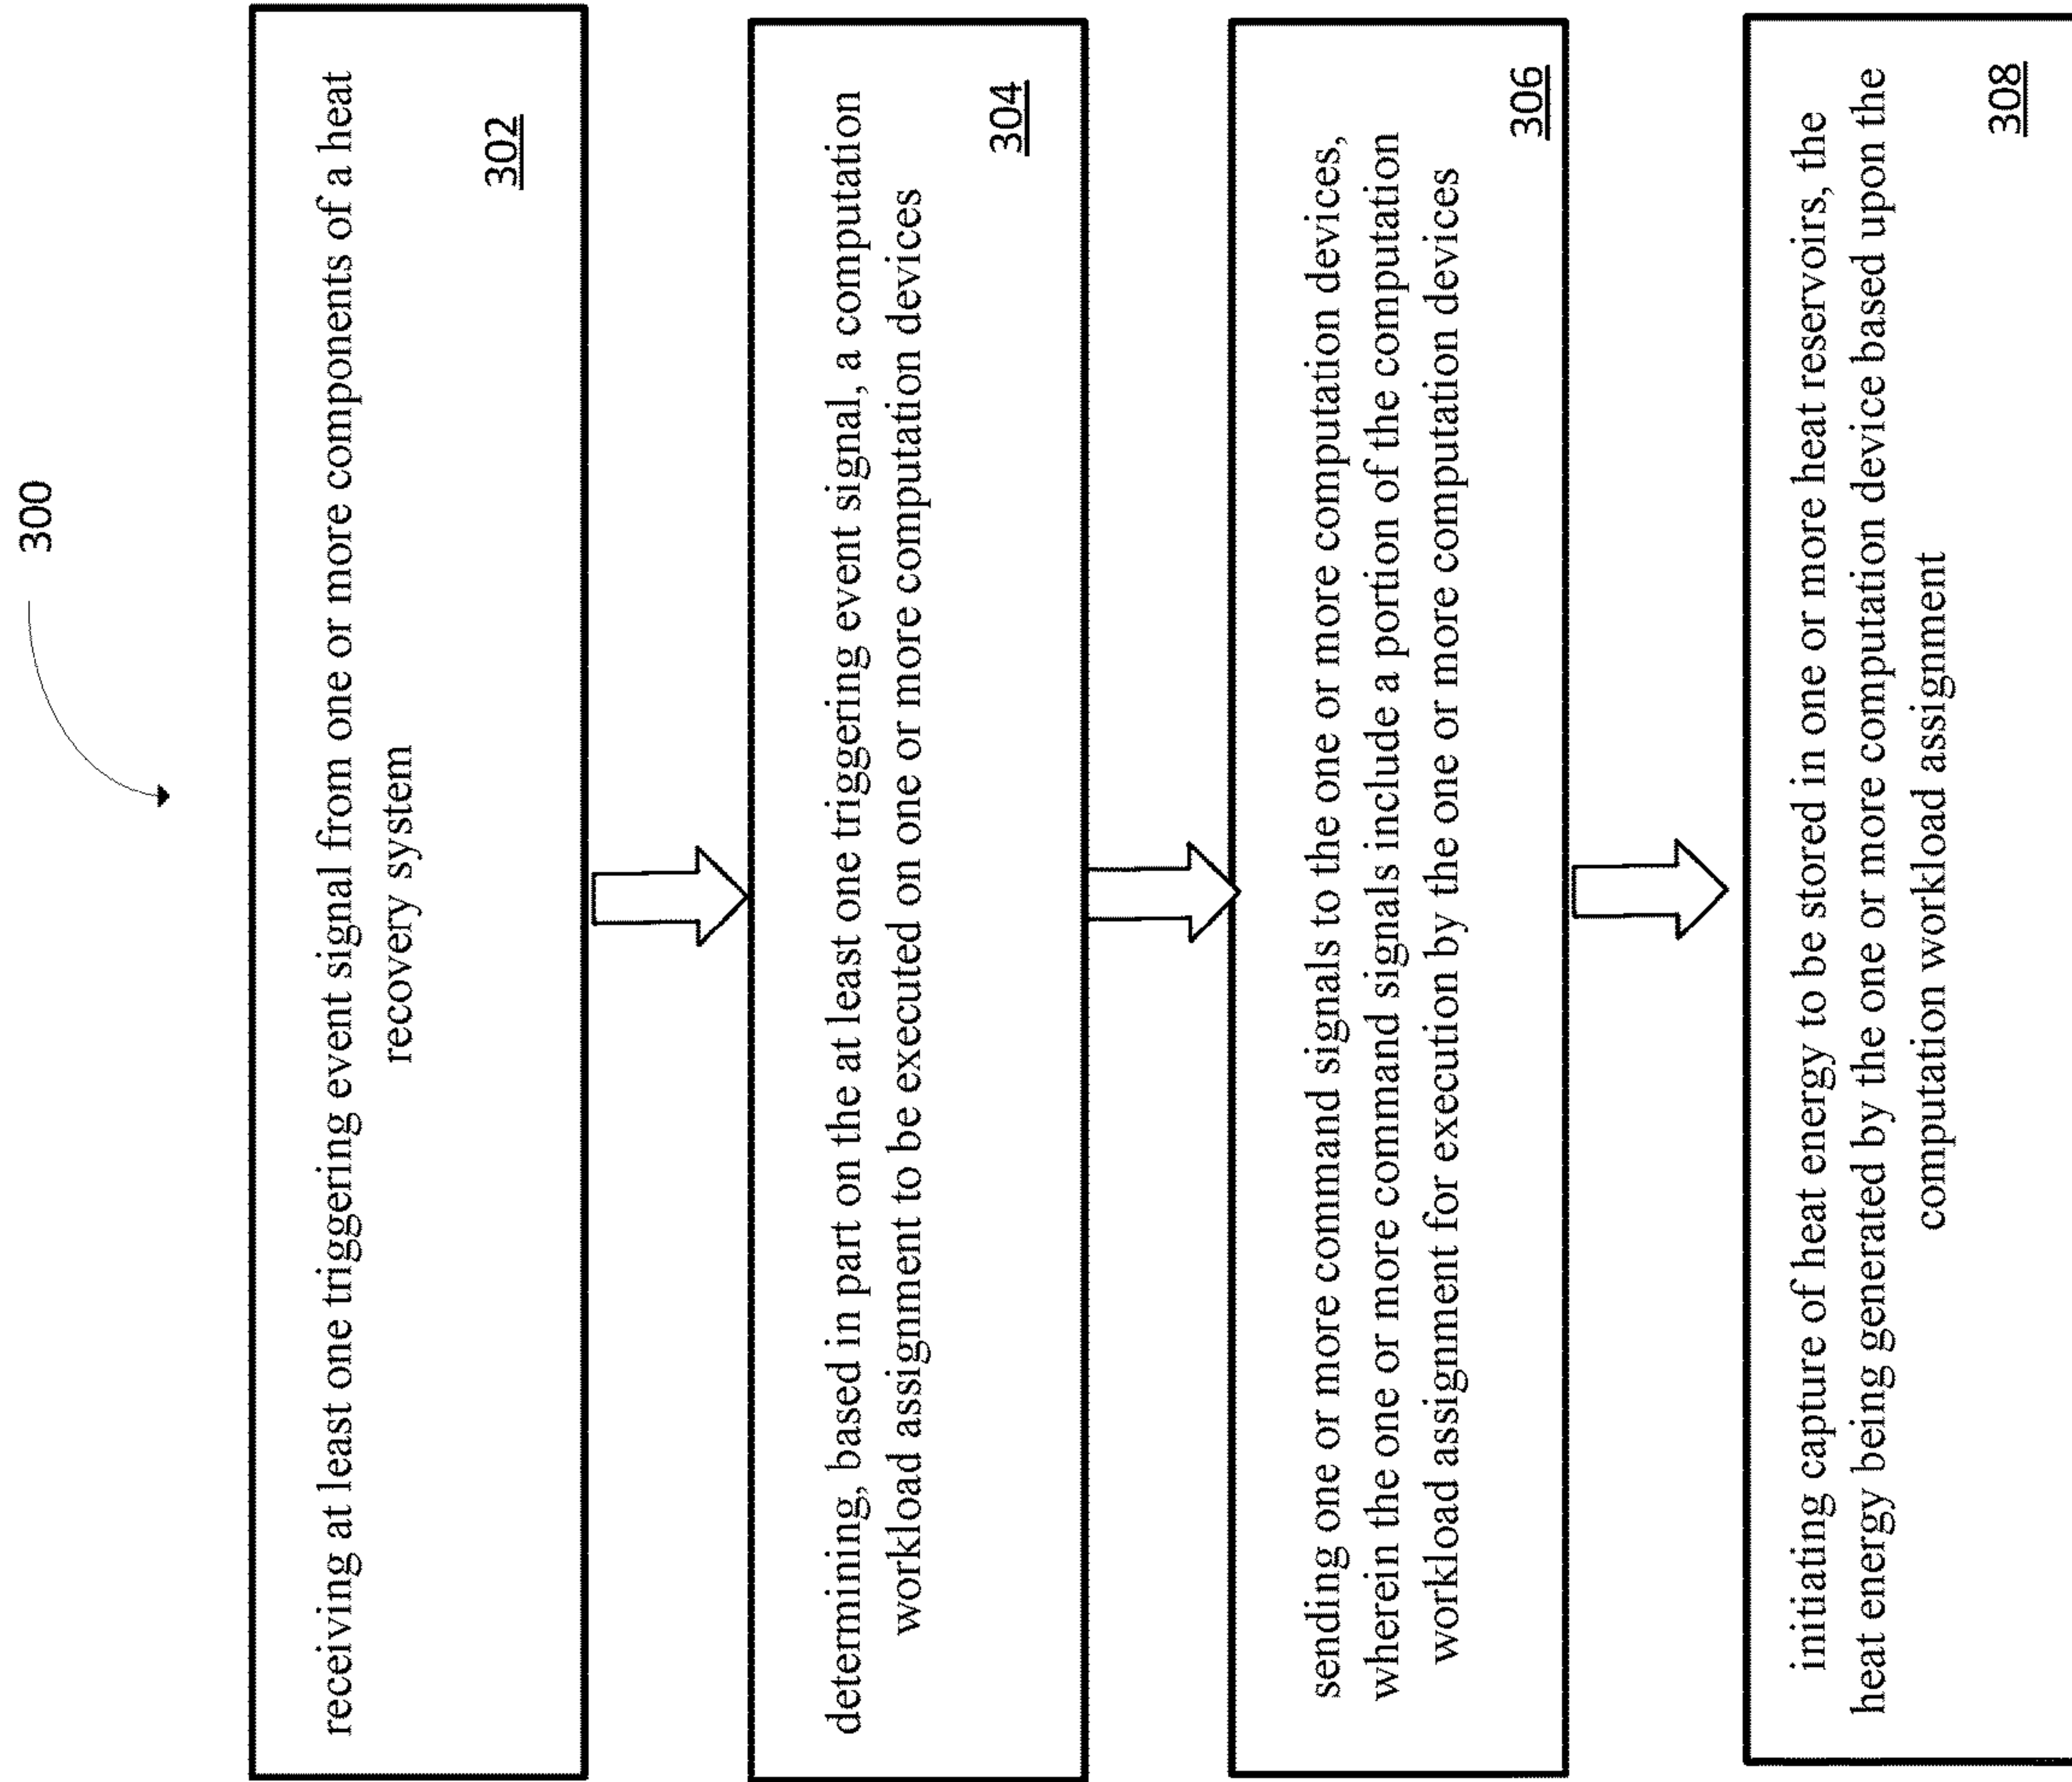 300
receiving at least one triggering event signal from one or more components of a heat
recovery system
302
determining, based in part on the at least one triggering event signal, a computation
workload assignment to be executed on one or more computation devices
304
sending one or more command signals to the one or more computation devices,
wherein the one or more command signals include a portion of the computation
workload assignment for execution by the one or more computation devices
306
initiating capture of heat energy to be stored in one or more heat reservoirs, the
heat energy being generated by the one or more computation device based upon the
computation workload assignment
308